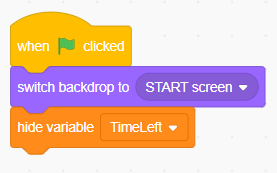 when clicked
switch backdrop to START screen
hide variable TimeLeft